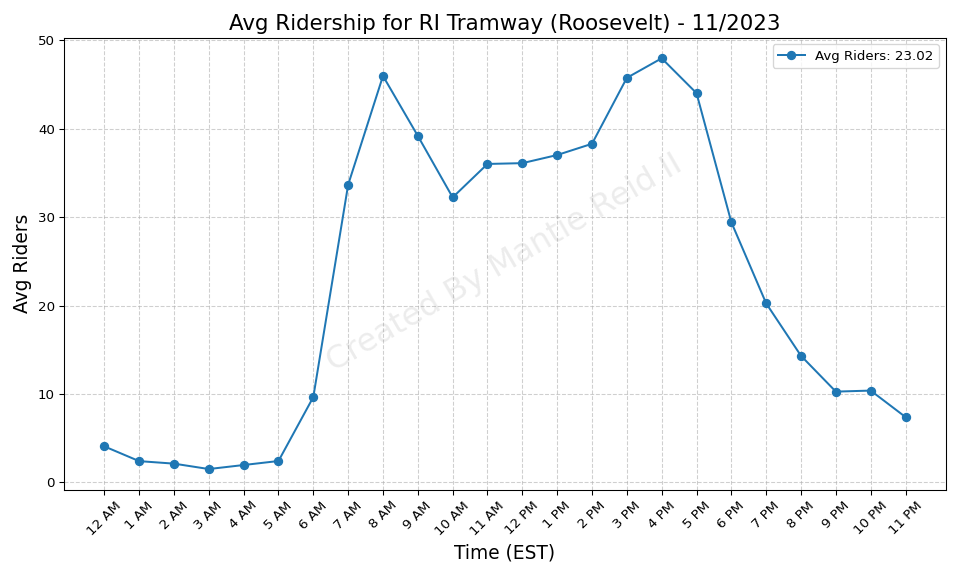 Avg Ridership for RI Tramway (Roosevelt) - 11/2023
Avg Riders: 23.02
50
40
30
20
10
0
Avg Riders
Created By Mantie Reid II
12 AM
1 AM
2 AM
3 AM
4 AM
5 AM
6 AM
7 AM
8 AM
9 AM
10 AM
11 AM
12 PM
1 PM
2 PM
3 PM
4 PM
5 PM
6 PM
7 PM
8 PM
9 PM
10 PM
11 PM
Time (EST)